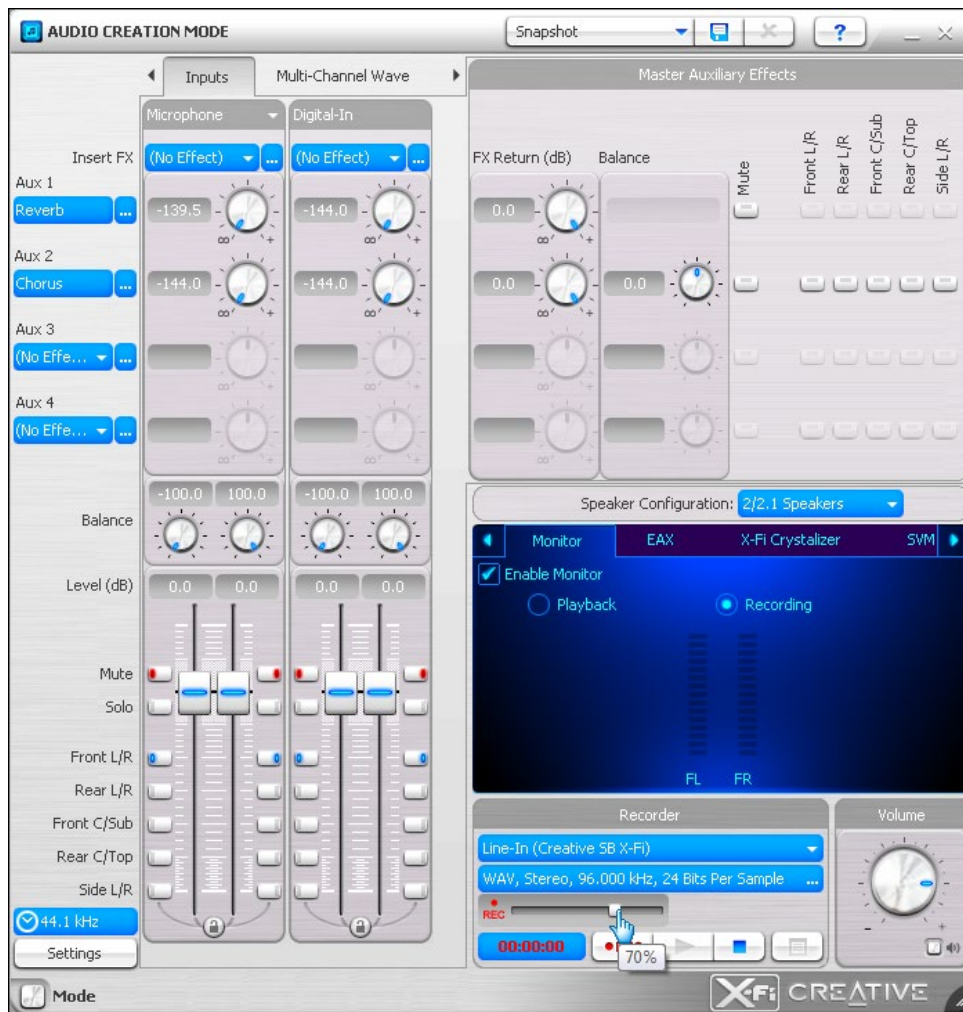 AUDIO CREATION MODE
Snapshot
?
Inputs
Multi-Channel Wave
Master Auxiliary Effects
Microphone
Digital-In
Insert FX
(No Effect) ...
(No Effect) ...
FX Return (dB)
Balance
Mute
Front L/R
Rear L/R
Front C/Sub
Rear C/Top
Side L/R
Aux 1
Reverb ...
-139.5
-144.0
0.0
∞ +
∞ +
∞ +
Aux 2
Chorus ...
-144.0
-144.0
0.0
0.0
∞ +
∞ +
∞ +
Aux 3
(No Effe... ...
∞ +
∞ +
∞ +
Aux 4
(No Effe... ...
∞ +
∞ +
∞ +
Balance
-100.0 100.0
-100.0 100.0
Speaker Configuration: 2/2.1 Speakers
Monitor
EAX
X-Fi Crystalizer
SVM
Enable Monitor
Playback
Recording
FL
FR
Level (dB)
0.0 0.0
0.0 0.0
Mute
Solo
Front L/R
Rear L/R
Front C/Sub
Rear C/Top
Side L/R
44.1 kHz
Settings
Recorder
Line-In (Creative SB X-Fi)
WAV, Stereo, 96.000 kHz, 24 Bits Per Sample ...
REC
00:00:00
70%
Volume
- +
Mode
X-Fi CREATIVE